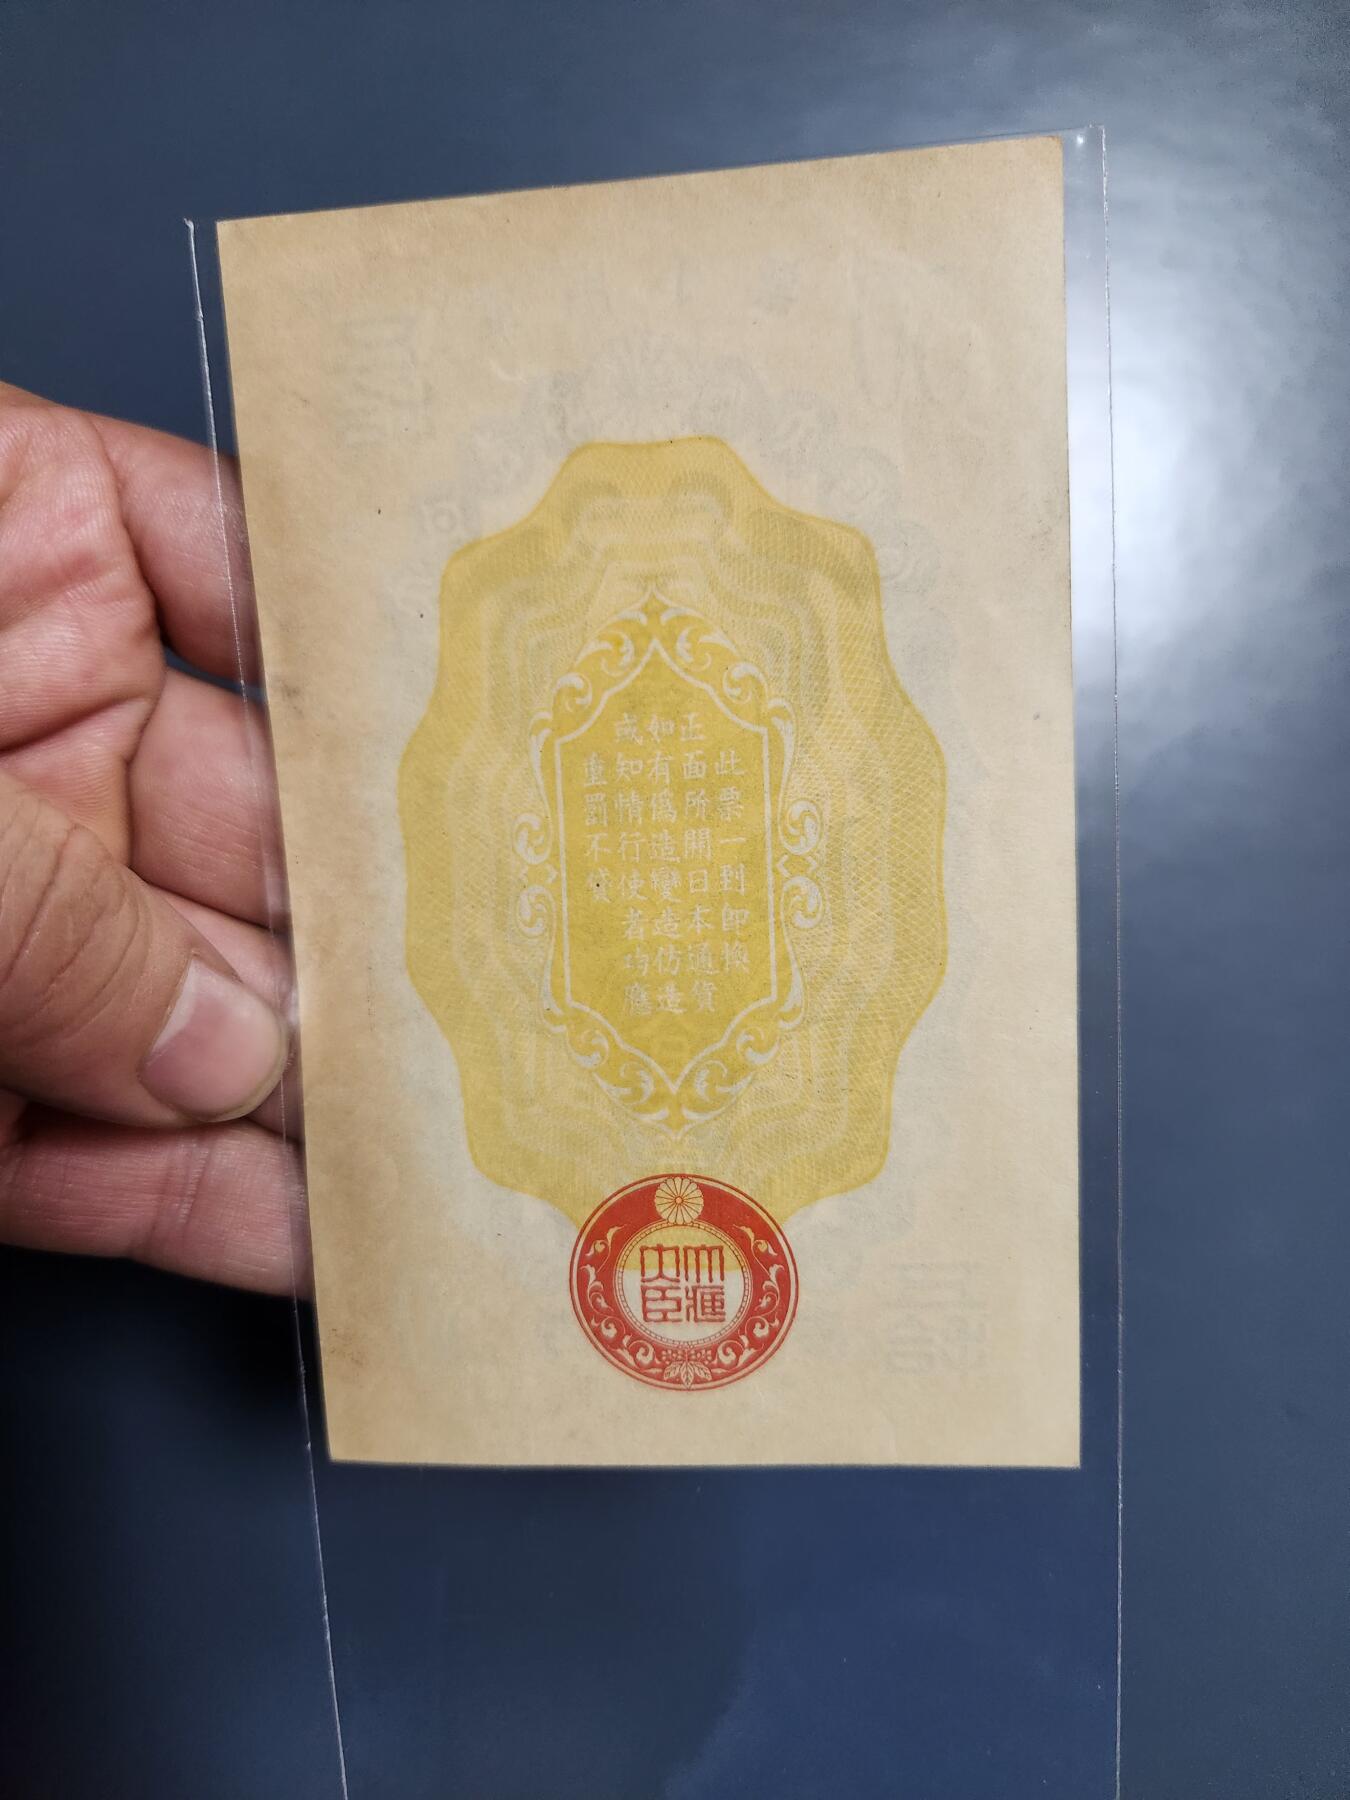 此票一到即換
正面所開日本通貨
如有僞造變造仿造
或知情行使者均應
重罰不貸
大藏
大臣